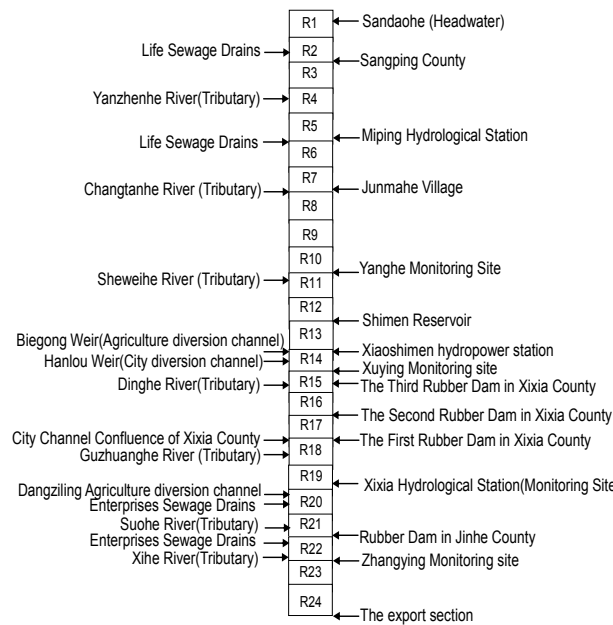 R1
Sandaohe (Headwater)
Life Sewage Drains
R2
Sangping County
R3
Yanzhenhe River(Tributary)
R4
R5
Miping Hydrological Station
Life Sewage Drains
R6
R7
Changtanhe River (Tributary)
Junmahe Village
R8
R9
R10
Yanghe Monitoring Site
Sheweihe River(Tributary)
R11
R12
Shimen Reservoir
R13
Biegong Weir(Agriculture diversion channel)
Xiaoshimen hydropower station
Hanlou Weir(City diversion channel)
R14
Xuying Monitoring site
Dinghe River(Tributary)
R15
The Third Rubber Dam in Xixia County
R16
The Second Rubber Dam in Xixia County
R17
City Channel Confluence of Xixia County
The First Rubber Dam in Xixia County
R18
Guzhuanghe River (Tributary)
R19
Xixia Hydrological Station(Monitoring Site
Dangziling Agriculture diversion channel
Enterprises Sewage Drains
R20
Suohe River(Tributary)
R21
Rubber Dam in Jinhe County
Enterprises Sewage Drains
R22
Xihe River(Tributary)
Zhangying Monitoring site
R23
R24
The export section